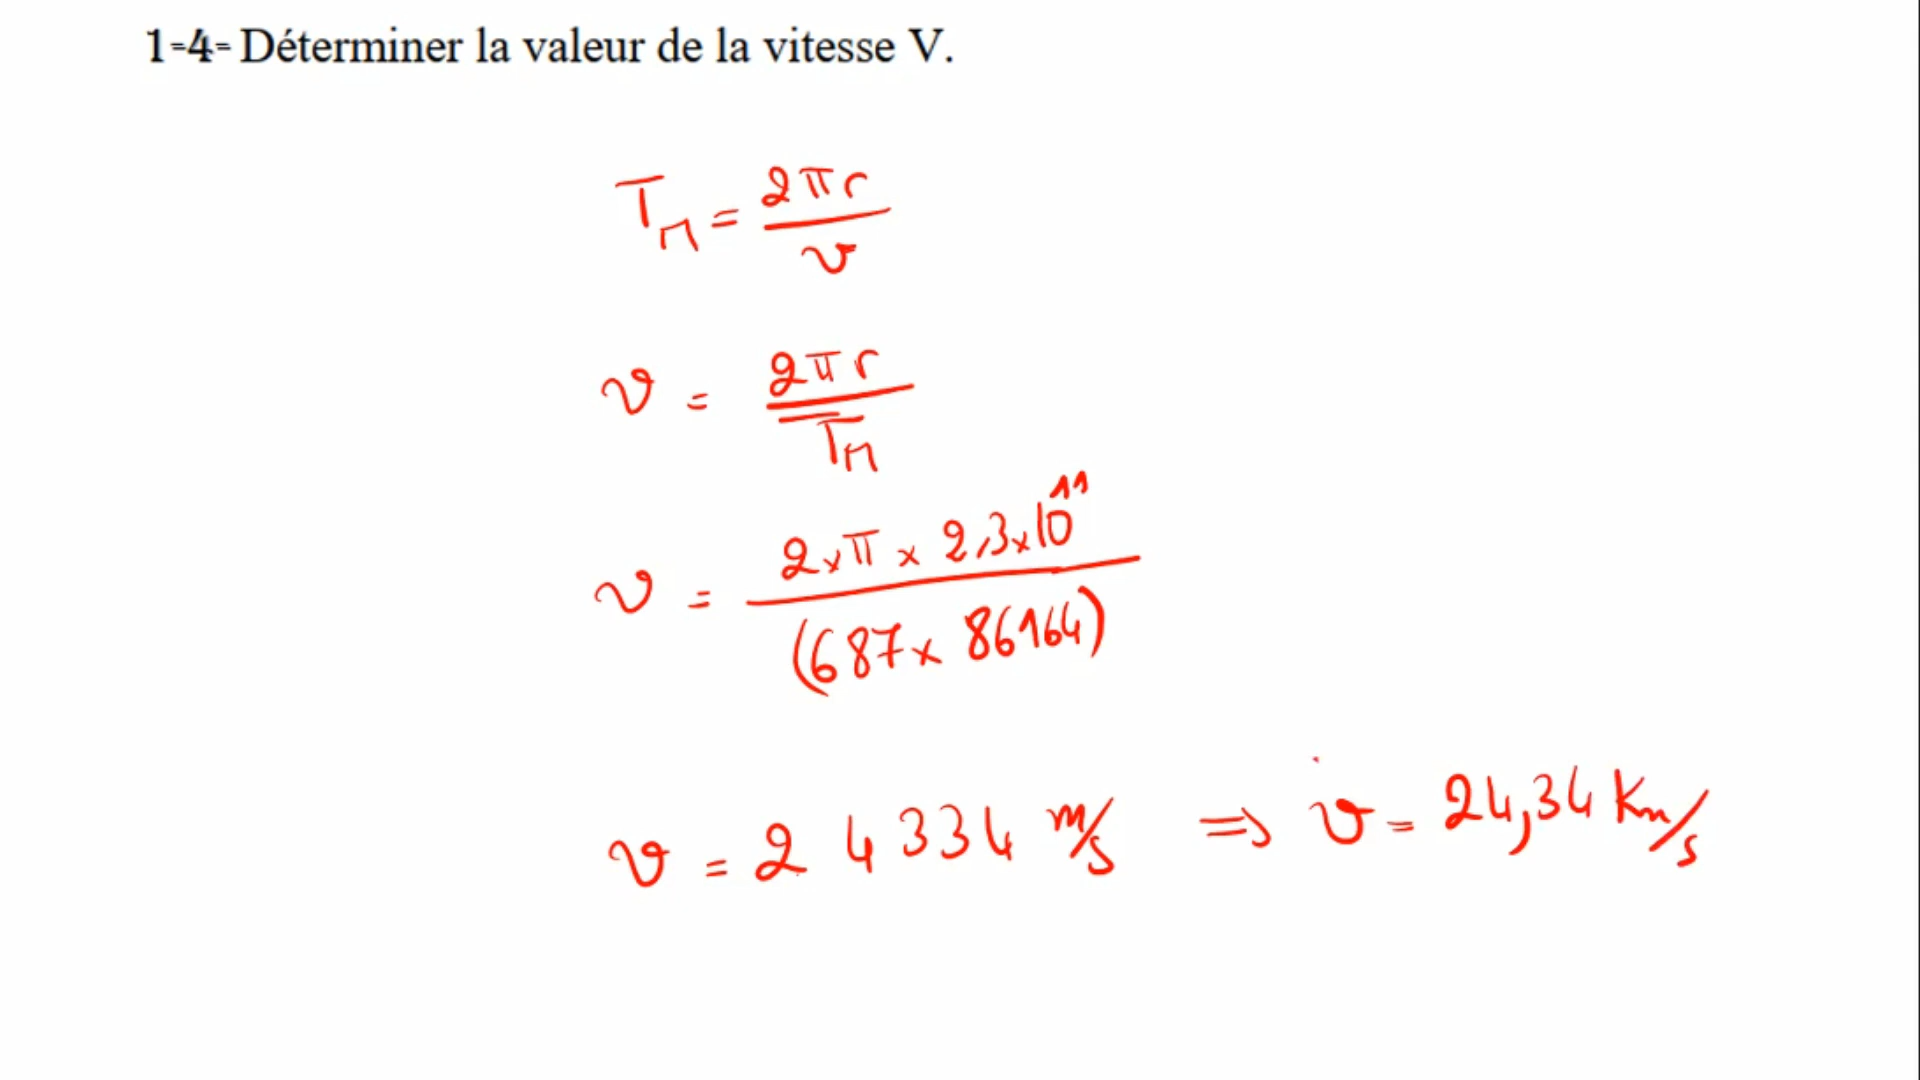 1-4- Déterminer la valeur de la vitesse V.
T_M = 2πr / v
v = 2πr / T_M
v = 2×π × 2,3×10^11 / (687× 86164)
v = 24334 m/s ⇒ v = 24,34 Km/s